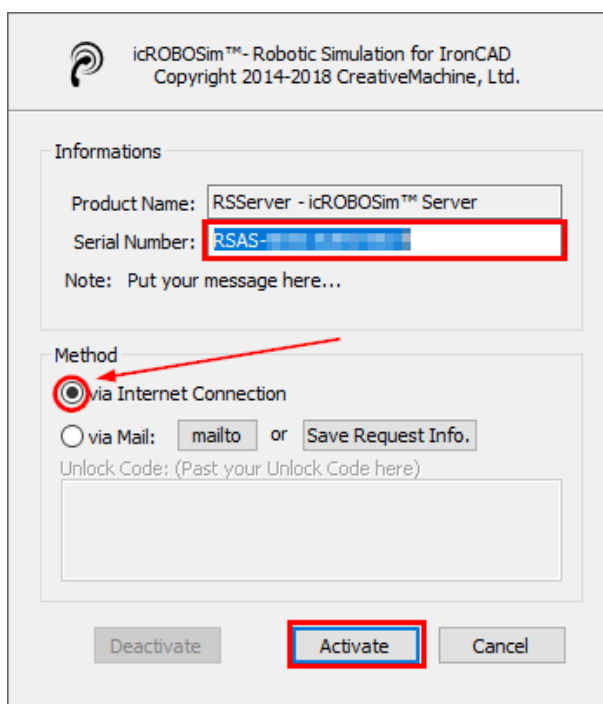 icROBOSim™- Robotic Simulation for IronCAD
Copyright 2014-2018 CreativeMachine, Ltd.
Informations
Product Name: RSServer - icROBOSim™ Server
Serial Number: RSAS-
Note: Put your message here...
Method
via Internet Connection
via Mail: mailto or Save Request Info.
Unlock Code: (Past your Unlock Code here)
Deactivate Activate Cancel